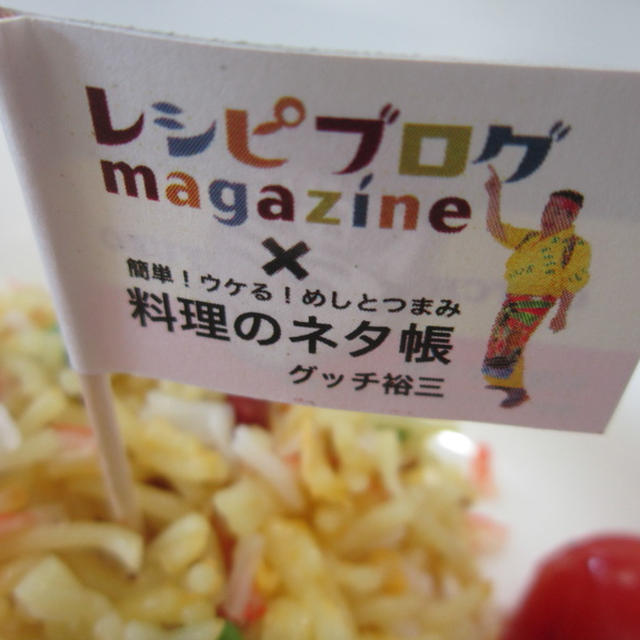 レシピブログ
magazine
×
簡単！ウケる！めしとつまみ
料理のネタ帳
グッチ裕三